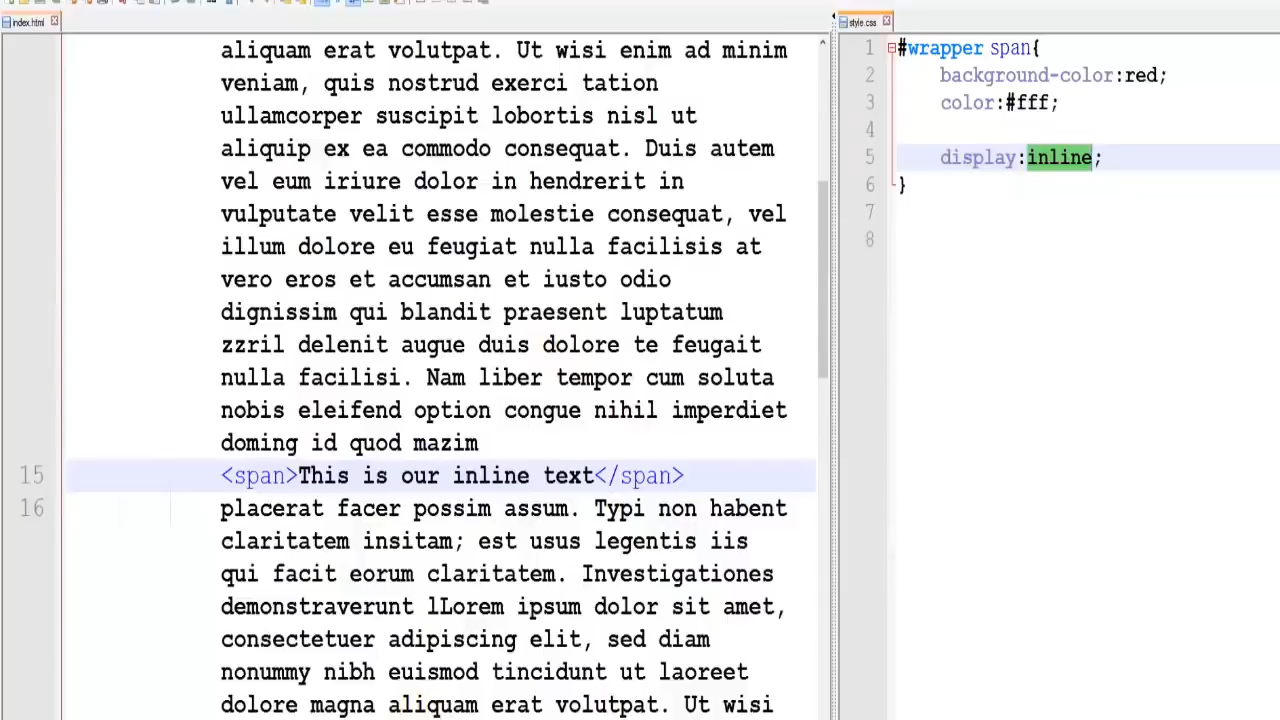 index.html
style.css
aliquam erat volutpat. Ut wisi enim ad minim
veniam, quis nostrud exerci tation
ullamcorper suscipit lobortis nisl ut
aliquip ex ea commodo consequat. Duis autem
vel eum iriure dolor in hendrerit in
vulputate velit esse molestie consequat, vel
illum dolore eu feugiat nulla facilisis at
vero eros et accumsan et iusto odio
dignissim qui blandit praesent luptatum
zzril delenit augue duis dolore te feugait
nulla facilisi. Nam liber tempor cum soluta
nobis eleifend option congue nihil imperdiet
doming id quod mazim
15 <span>This is our inline text</span>
16 placerat facer possim assum. Typi non habent
claritatem insitam; est usus legentis iis
qui facit eorum claritatem. Investigationes
demonstraverunt lLorem ipsum dolor sit amet,
consectetuer adipiscing elit, sed diam
nonummy nibh euismod tincidunt ut laoreet
dolore magna aliquam erat volutpat. Ut wisi
1 #wrapper span{
2 background-color:red;
3 color:#fff;
4
5 display:inline;
6 }
7
8